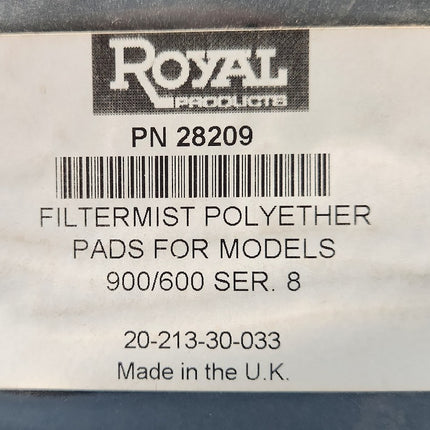 ROYAL
PRODUCTS
PN 28209
FILTERMIST POLYETHER
PADS FOR MODELS
900/600 SER. 8
20-213-30-033
Made in the U.K.